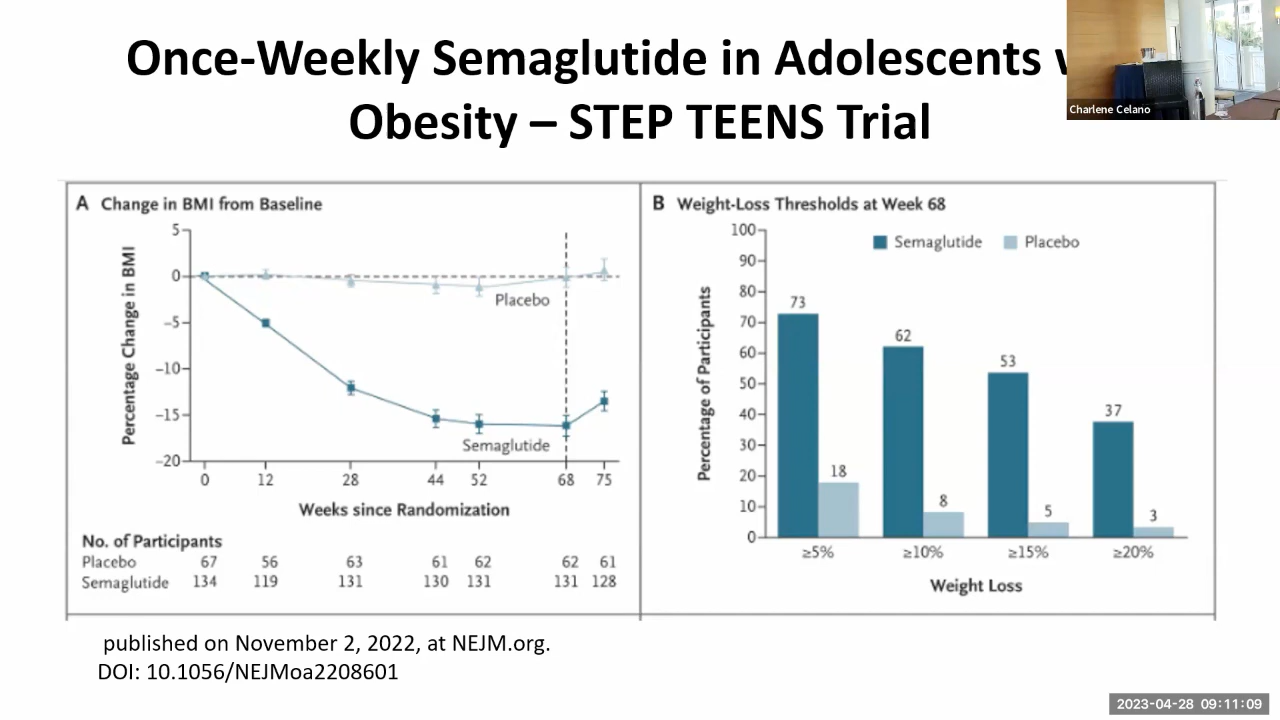 Once-Weekly Semaglutide in Adolescents
Obesity – STEP TEENS Trial
Charlene Celano
A Change in BMI from Baseline
Percentage Change in BMI
5
0
−5
−10
−15
−20
Placebo
Semaglutide
0 12 28 44 52 68 75
Weeks since Randomization
No. of Participants
Placebo 67 56 63 61 62 62 61
Semaglutide 134 119 131 130 131 131 128
B Weight-Loss Thresholds at Week 68
Percentage of Participants
100
90
80
70
60
50
40
30
20
10
0
Semaglutide Placebo
73
18
62
8
53
5
37
3
≥5% ≥10% ≥15% ≥20%
Weight Loss
published on November 2, 2022, at NEJM.org.
DOI: 10.1056/NEJMoa2208601
2023-04-28 09:11:09